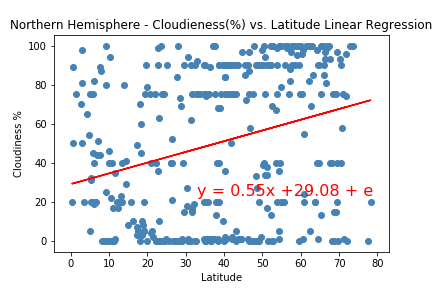 Northern Hemisphere - Cloudieness(%) vs. Latitude Linear Regression
100
80
60
40
20
0
Cloudiness %
y = 0.55x +29.08 + e
0 10 20 30 40 50 60 70 80
Latitude